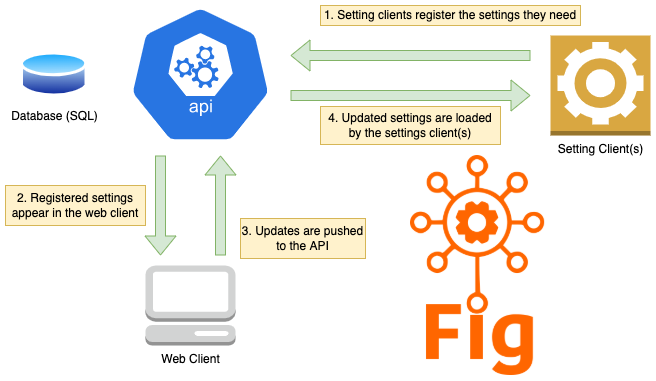 1. Setting clients register the settings they need
api
Database (SQL)
4. Updated settings are loaded
by the settings client(s)
Setting Client(s)
2. Registered settings
appear in the web client
3. Updates are pushed
to the API
Web Client
Fig